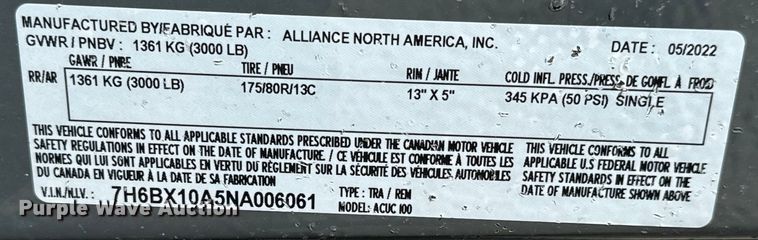 MANUFACTURED BY/FABRIQUÉ PAR : ALLIANCE NORTH AMERICA, INC. DATE : 05/2022
GVWR / PNBV : 1361 KG (3000 LB)
GAWR / PNBE TIRE / PNEU RIM / JANTE COLD INFL. PRESS./PRESS. DE GONFL. À FROID
RR/AR 1361 KG (3000 LB) 175/80R/13C 13" X 5" 345 KPA (50 PSI) SINGLE
THIS VEHICLE CONFORMS TO ALL APPLICABLE STANDARDS PRESCRIBED UNDER THE CANADIAN MOTOR VEHICLE
SAFETY REGULATIONS IN EFFECT ON THE DATE OF MANUFACTURE. / CE VÉHICULE EST CONFORME À TOUTES LES
NORMES QUI LUI SONT APPLICABLES EN VERTU DU RÈGLEMENT SUR LA SÉCURITÉ DES VÉHICULES AUTOMOBILES
DU CANADA EN VIGUEUR À LA DATE DE SA FABRICATION
THIS VEHICLE CONFORMS TO ALL
APPLICABLE U.S FEDERAL MOTOR VEHICLE
SAFETY STANDARDS IN EFFECT ON THE
DATE OF MANUFACTURE SHOWN ABOVE.
V.I.N./N.I.V. : 7H6BX10A5NA006061 TYPE : TRA / REM
MODEL: ACUC 100
Purple Wave Auction